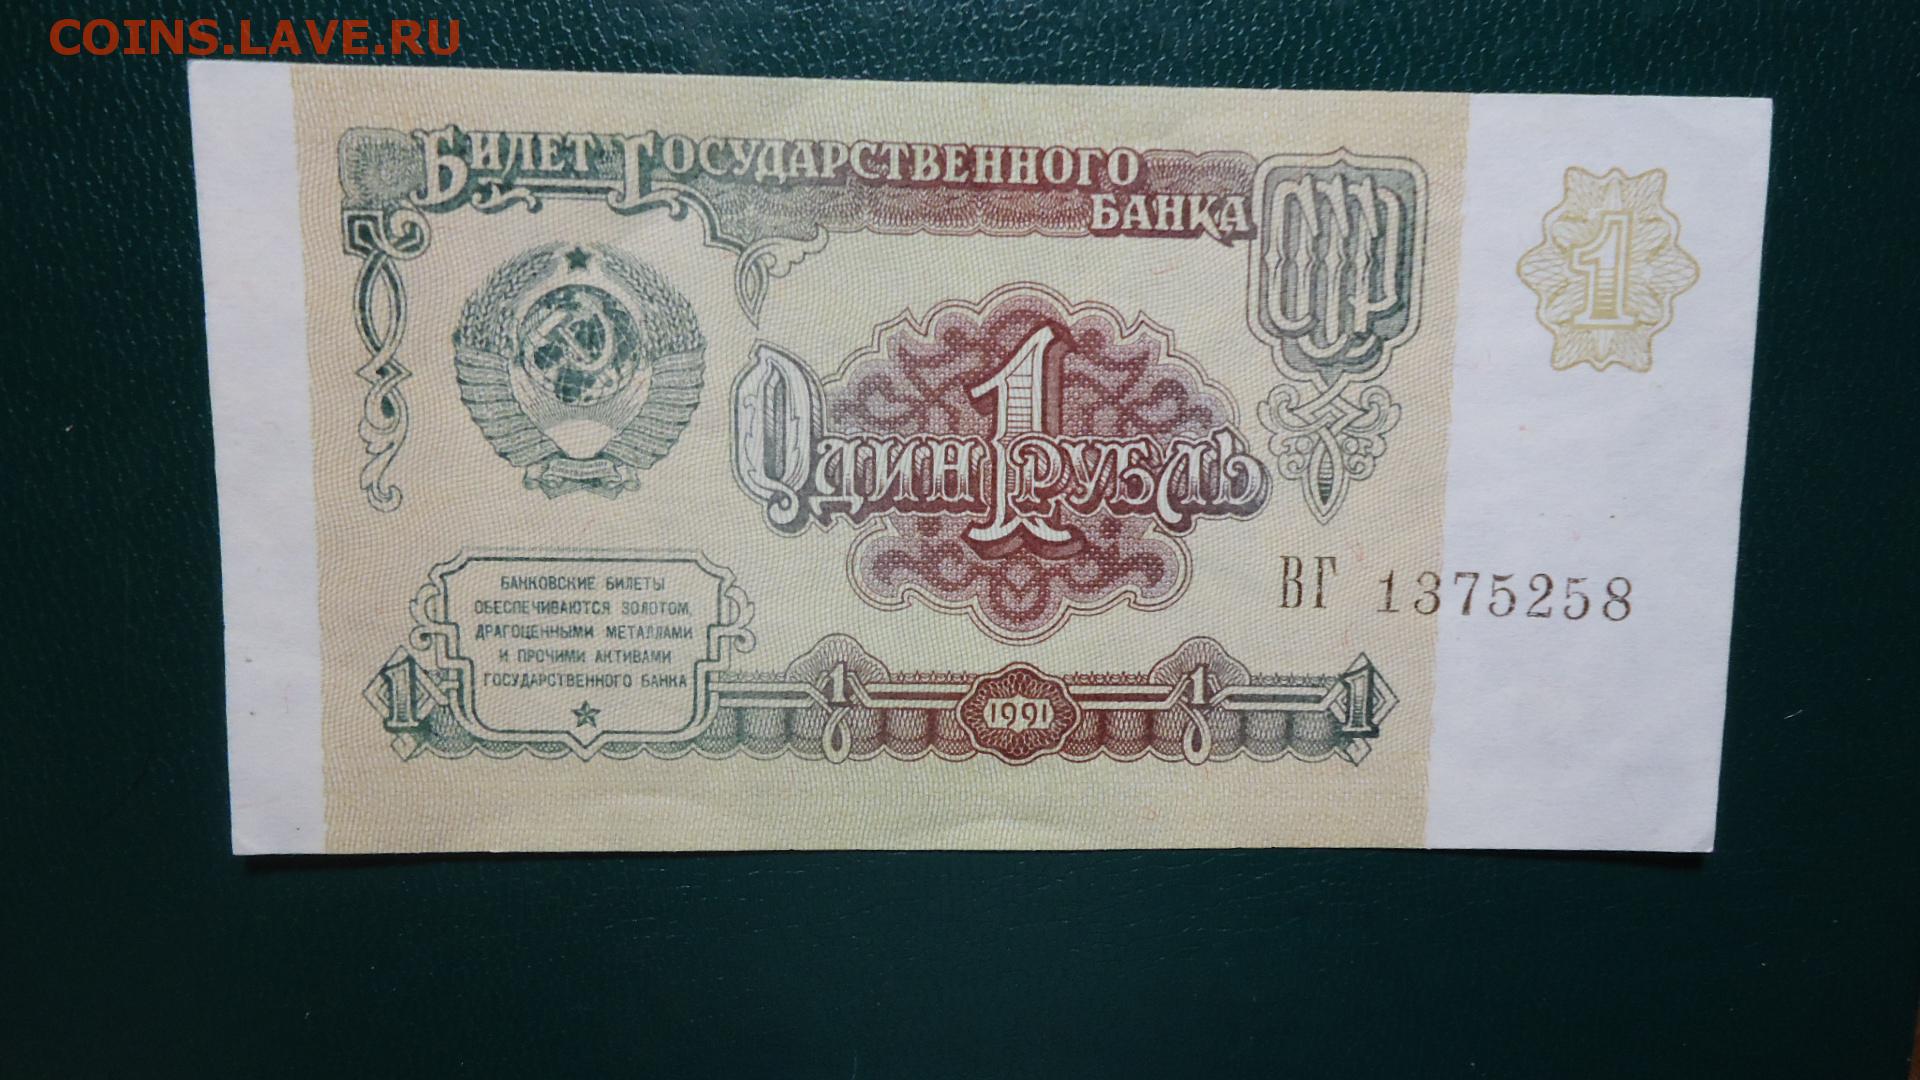 COINS.LAVE.RU
БИЛЕТ ГОСУДАРСТВЕННОГО
БАНКА
СССР
1
1
ОДИН РУБЛЬ
ВГ 1375258
БАНКОВСКИЕ БИЛЕТЫ
ОБЕСПЕЧИВАЮТСЯ ЗОЛОТОМ,
ДРАГОЦЕННЫМИ МЕТАЛЛАМИ
И ПРОЧИМИ АКТИВАМИ
ГОСУДАРСТВЕННОГО БАНКА
1 1 1991 1 1